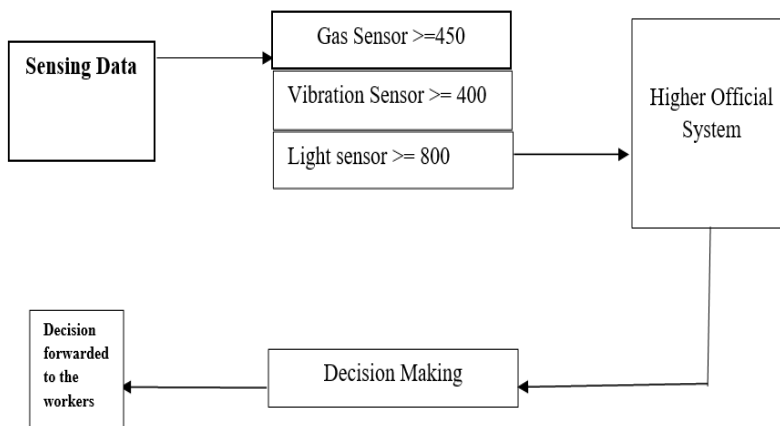 Sensing Data
Gas Sensor >=450
Vibration Sensor >= 400
Light sensor >= 800
Higher Official
System
Decision Making
Decision
forwarded
to the
workers